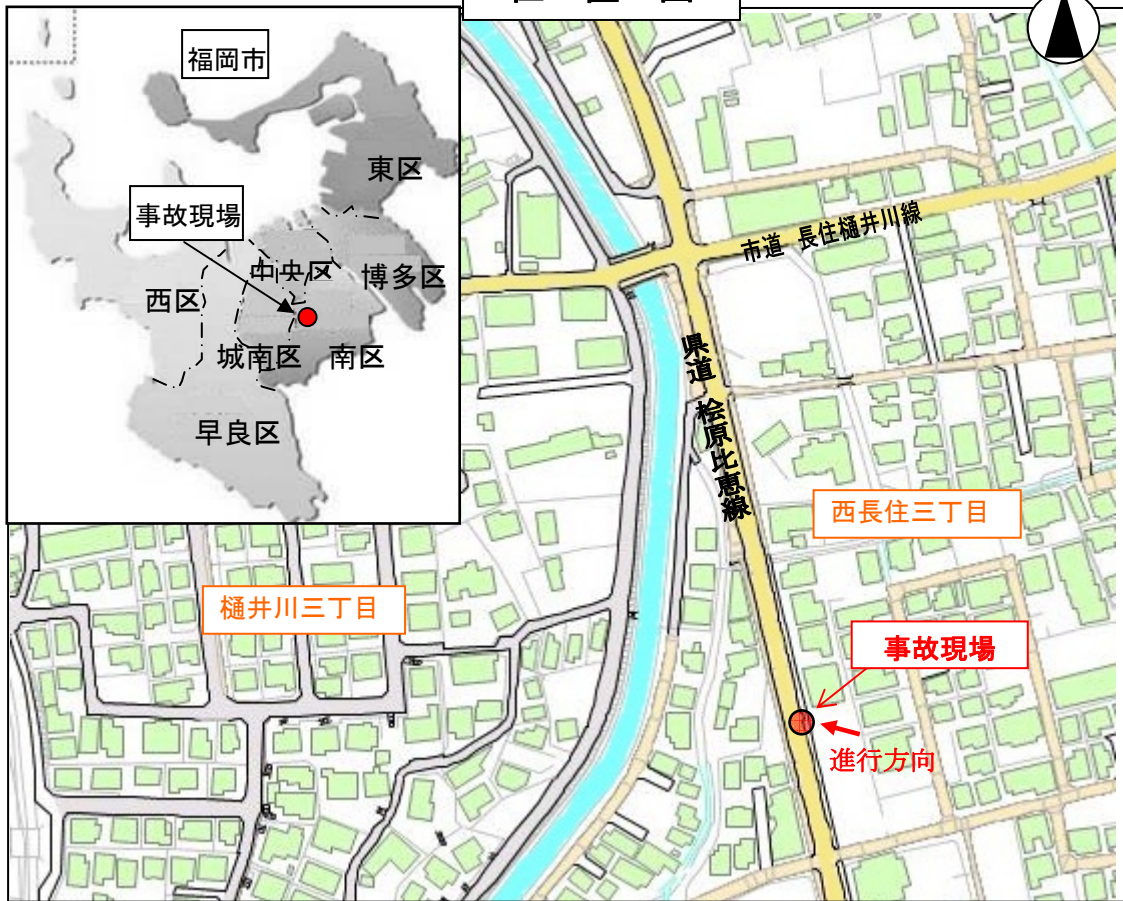 福岡市
東区
事故現場
中央区
博多区
西区
城南区
南区
早良区
市道 長住樋井川線
県道 桧原比恵線
西長住三丁目
樋井川三丁目
事故現場
進行方向